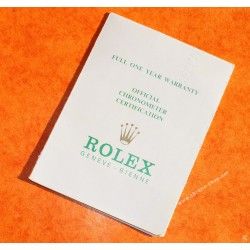 FULL ONE YEAR WARRANTY
OFFICIAL
CHRONOMETER
CERTIFICATION
ROLEX
GENEVE-BIENNE